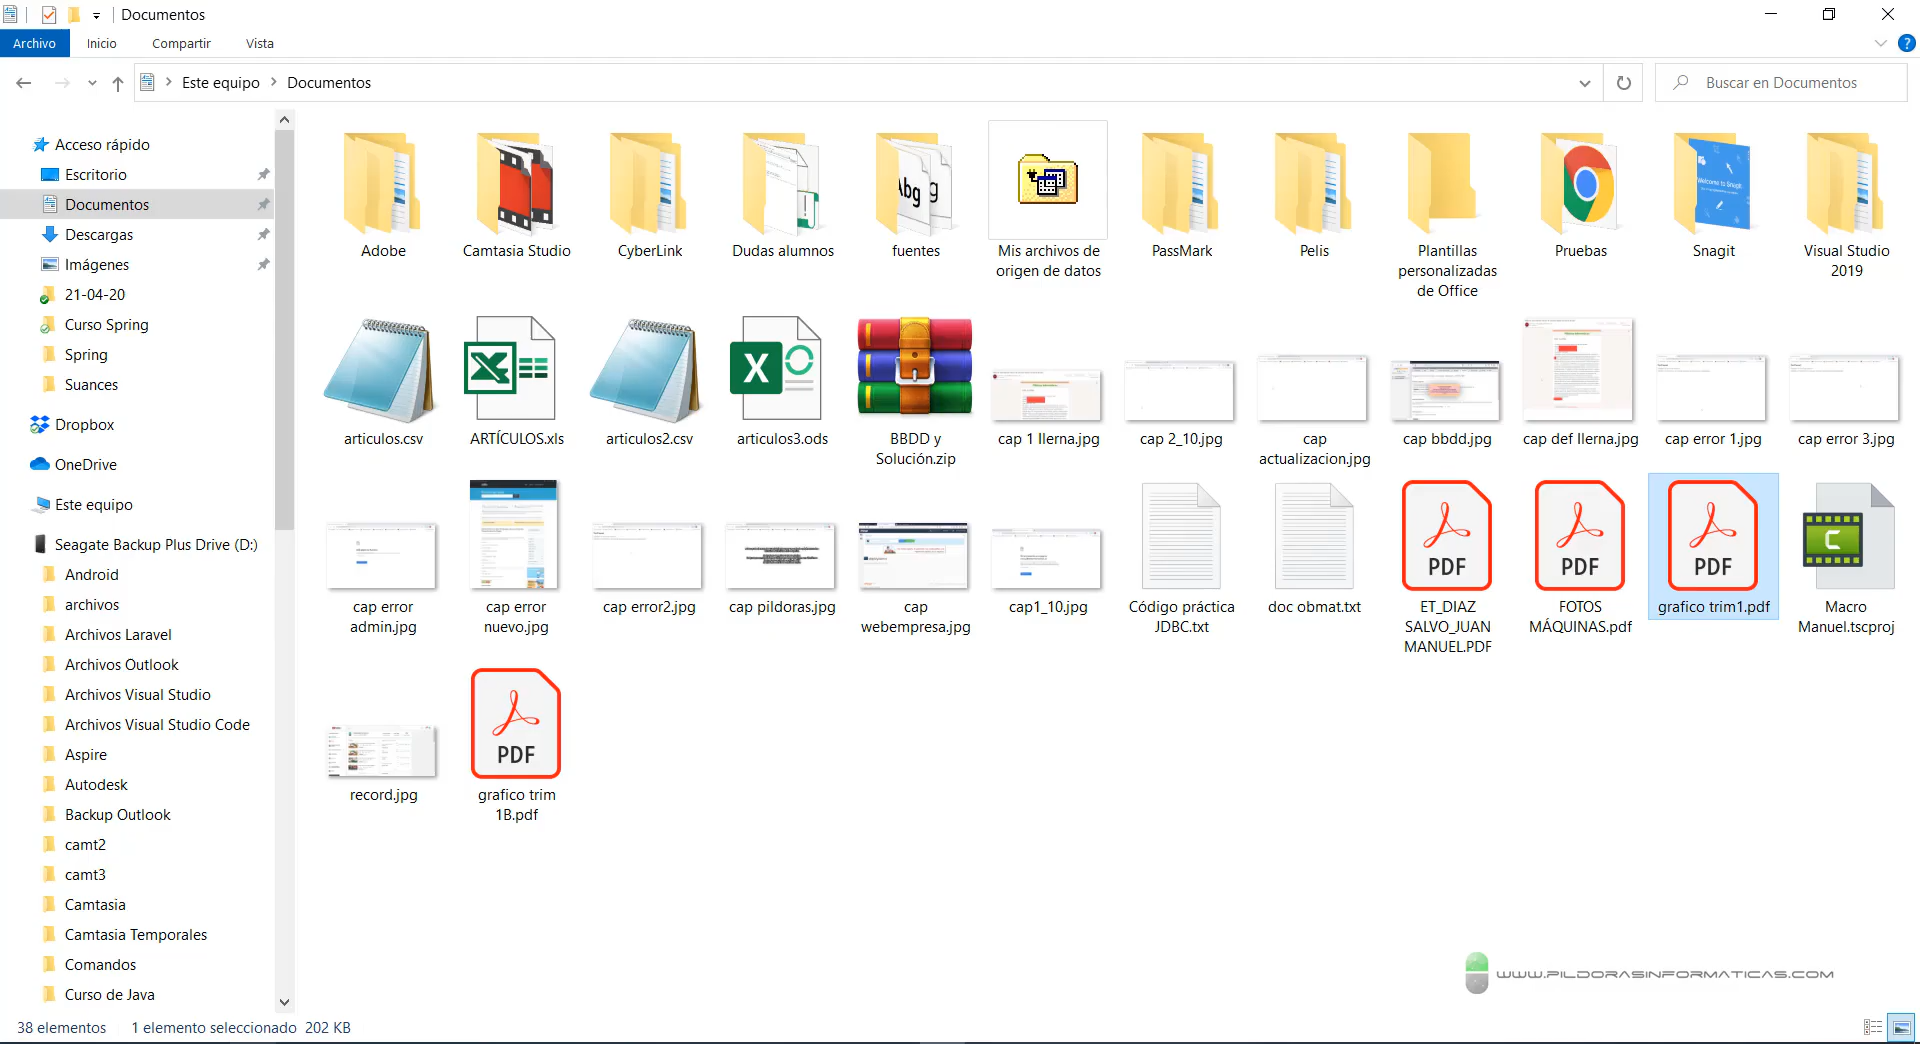 Documentos
Archivo Inicio Compartir Vista
Este equipo Documentos
Buscar en Documentos
Acceso rápido
Escritorio
Documentos
Descargas
Imágenes
21-04-20
Curso Spring
Spring
Suances
Dropbox
OneDrive
Este equipo
Seagate Backup Plus Drive (D:)
Android
archivos
Archivos Laravel
Archivos Outlook
Archivos Visual Studio
Archivos Visual Studio Code
Aspire
Autodesk
Backup Outlook
camt2
camt3
Camtasia
Camtasia Temporales
Comandos
Curso de Java
Abg
g
Welcome to Snagit
Adobe
Camtasia Studio
CyberLink
Dudas alumnos
fuentes
Mis archivos de
origen de datos
PassMark
Pelis
Plantillas
personalizadas
de Office
Pruebas
Snagit
Visual Studio
2019
articulos.csv
ARTÍCULOS.xls
articulos2.csv
articulos3.ods
BBDD y
Solución.zip
cap 1 llerna.jpg
cap 2_10.jpg
cap
actualizacion.jpg
cap bbdd.jpg
cap def llerna.jpg
cap error 1.jpg
cap error 3.jpg
cap error
admin.jpg
cap error
nuevo.jpg
cap error2.jpg
cap pildoras.jpg
cap
webempresa.jpg
cap1_10.jpg
Código práctica
JDBC.txt
doc obmat.txt
PDF
ET_DIAZ
SALVO_JUAN
MANUEL.PDF
PDF
FOTOS
MÁQUINAS.pdf
PDF
grafico trim1.pdf
C
Macro
Manuel.tscproj
record.jpg
PDF
grafico trim
1B.pdf
WWW.PILDORASINFORMATICAS.COM
38 elementos 1 elemento seleccionado 202 KB